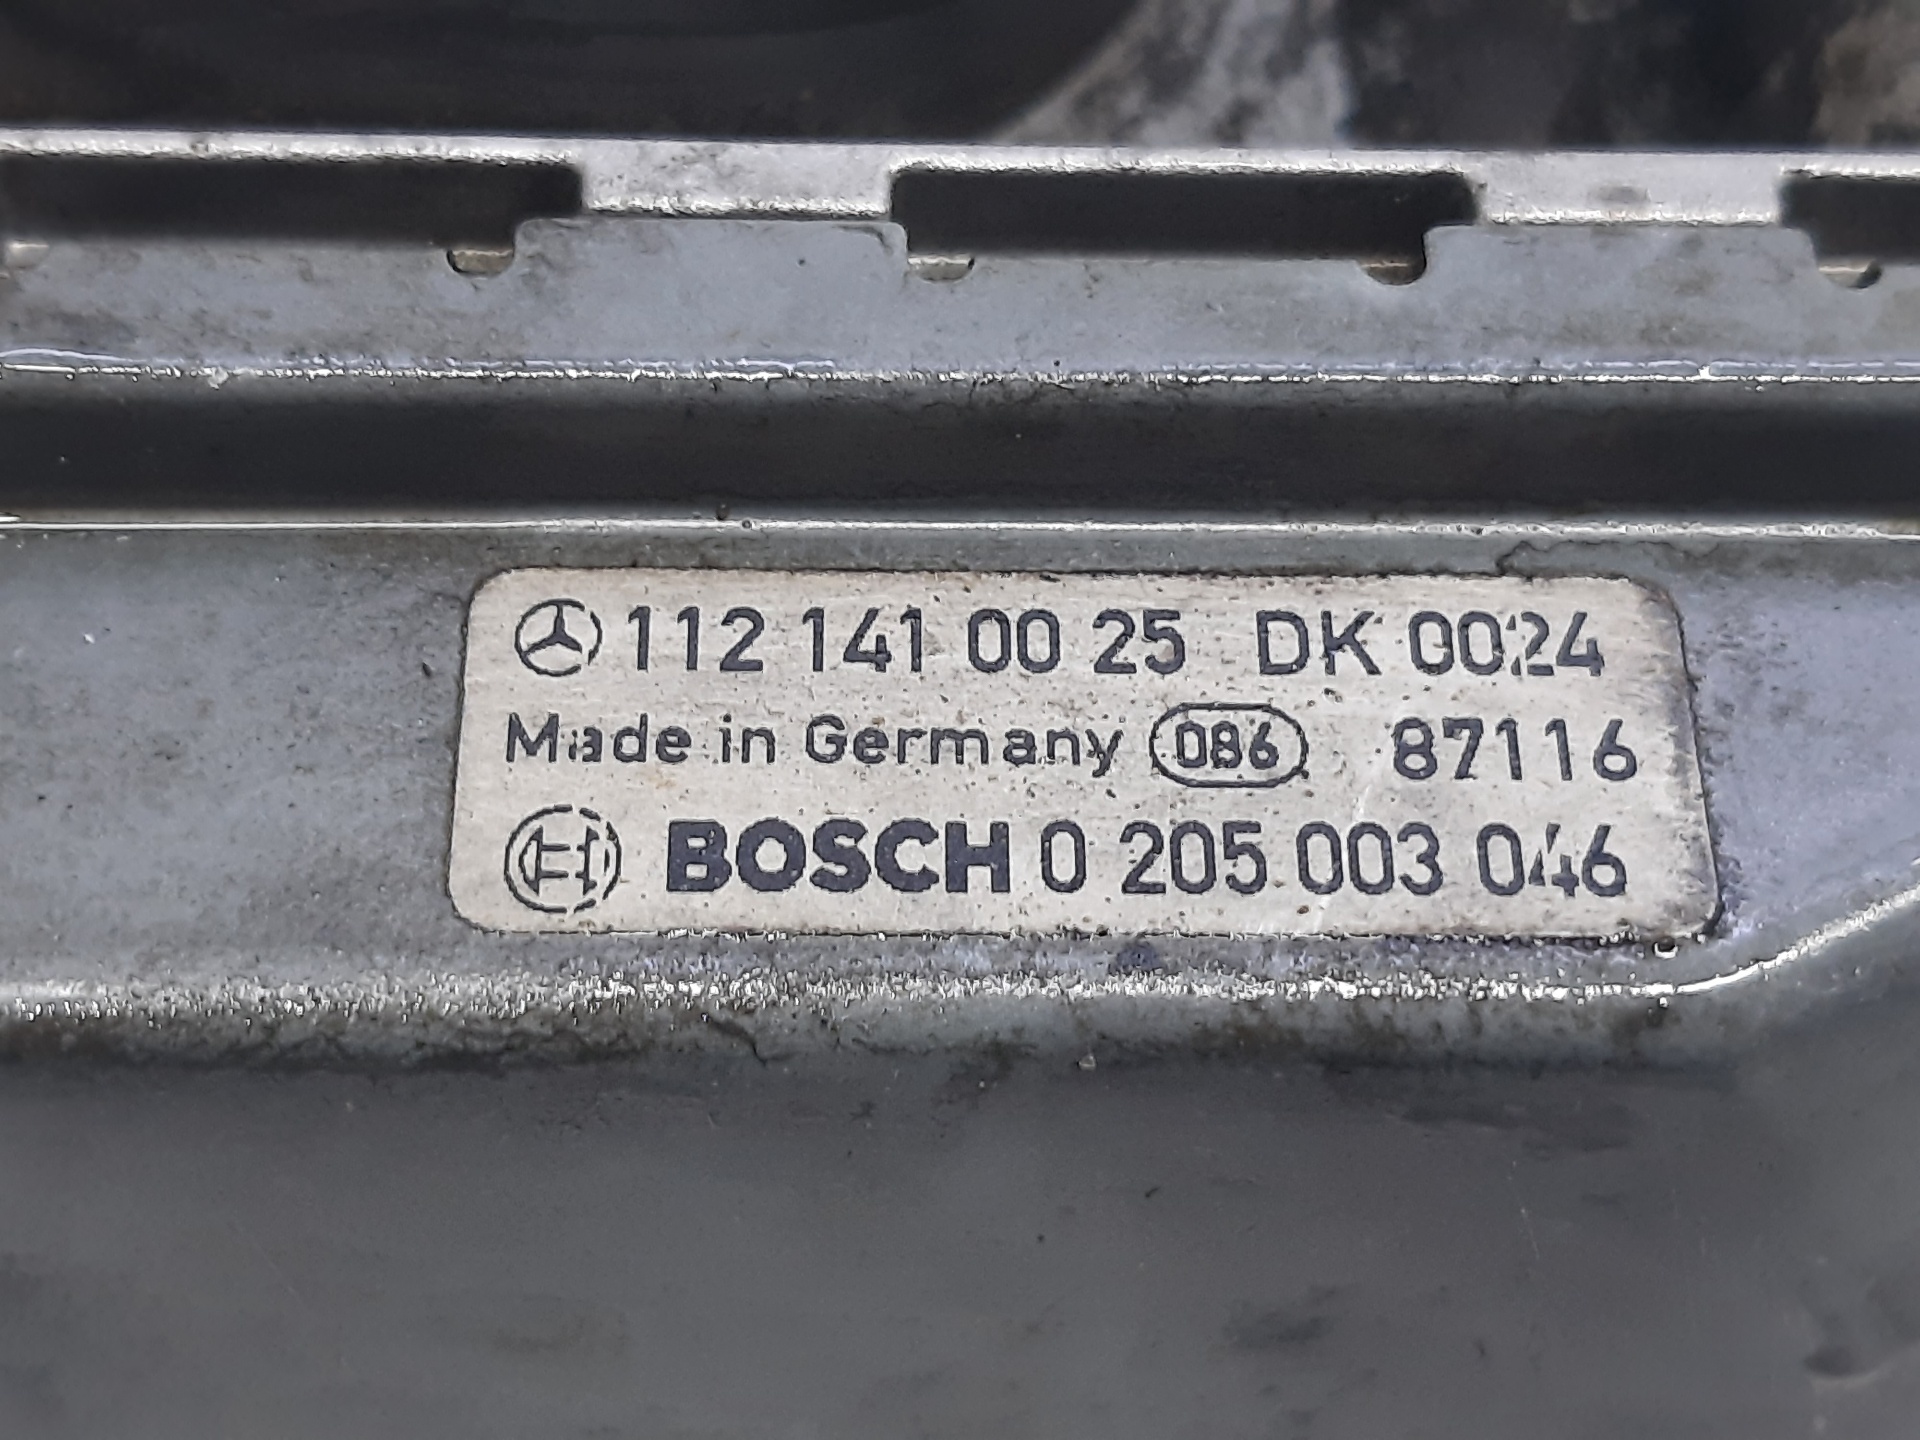 112 141 00 25 DK 0024
Made in Germany 086 87116
BOSCH 0 205 003 046